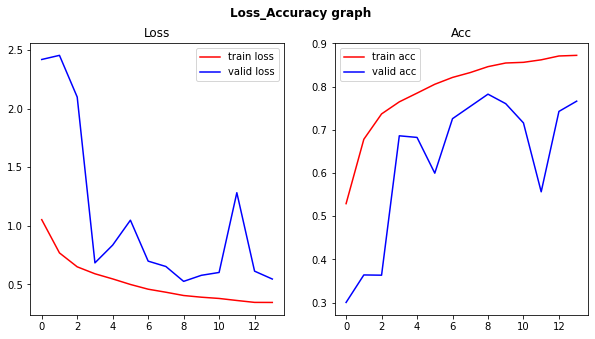 Loss_Accuracy graph
Loss
train loss
valid loss
2.5
2.0
1.5
1.0
0.5
0 2 4 6 8 10 12
Acc
train acc
valid acc
0.9
0.8
0.7
0.6
0.5
0.4
0.3
0 2 4 6 8 10 12